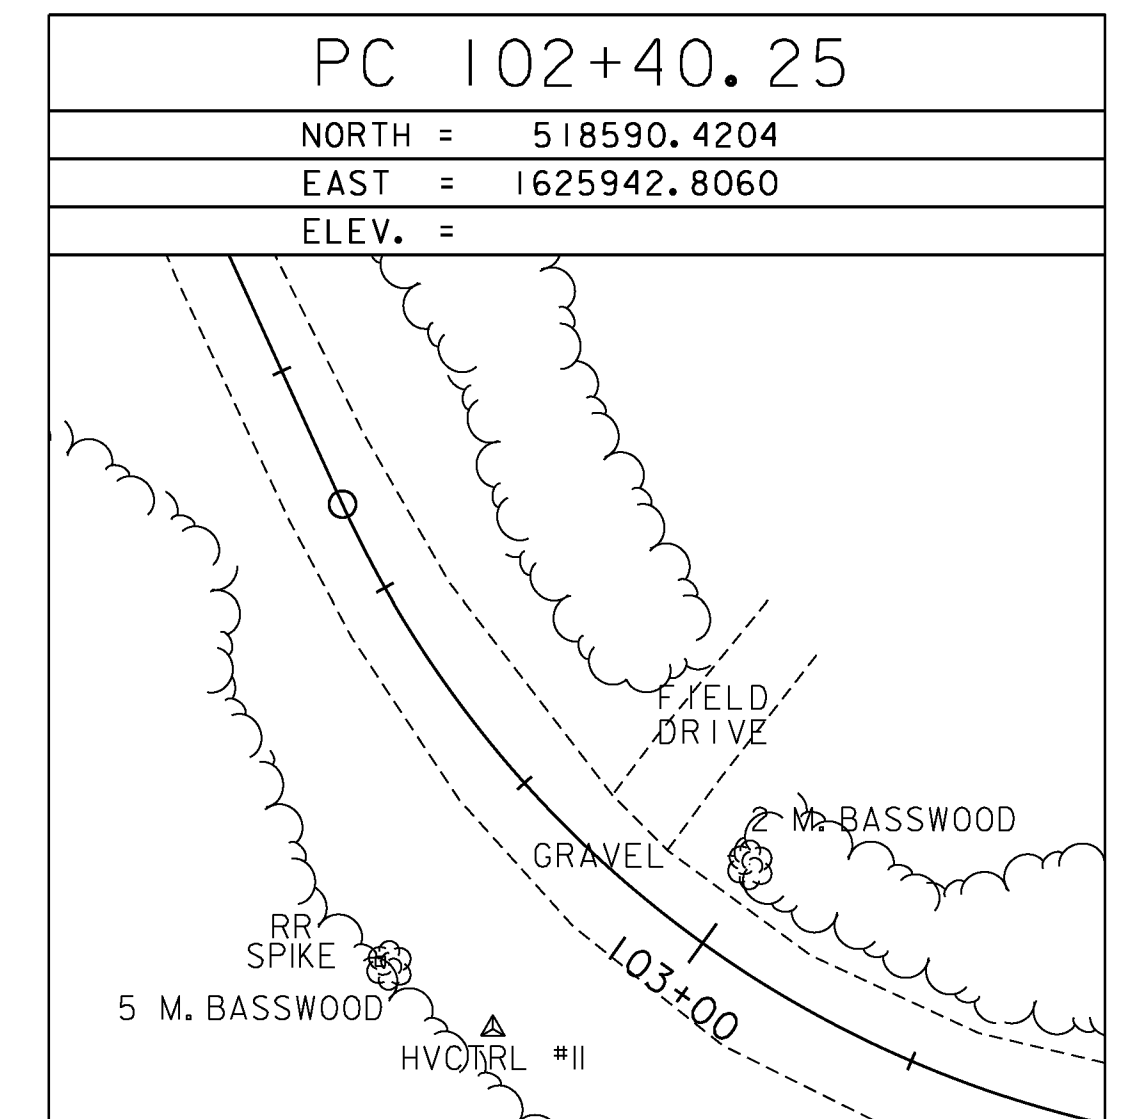 PC 102+40.25
NORTH = 518590.4204
EAST = 1625942.8060
ELEV. =
FIELD
DRIVE
2 M. BASSWOOD
GRAVEL
RR
SPIKE
103+00
5 M. BASSWOOD
HVCTRL #11